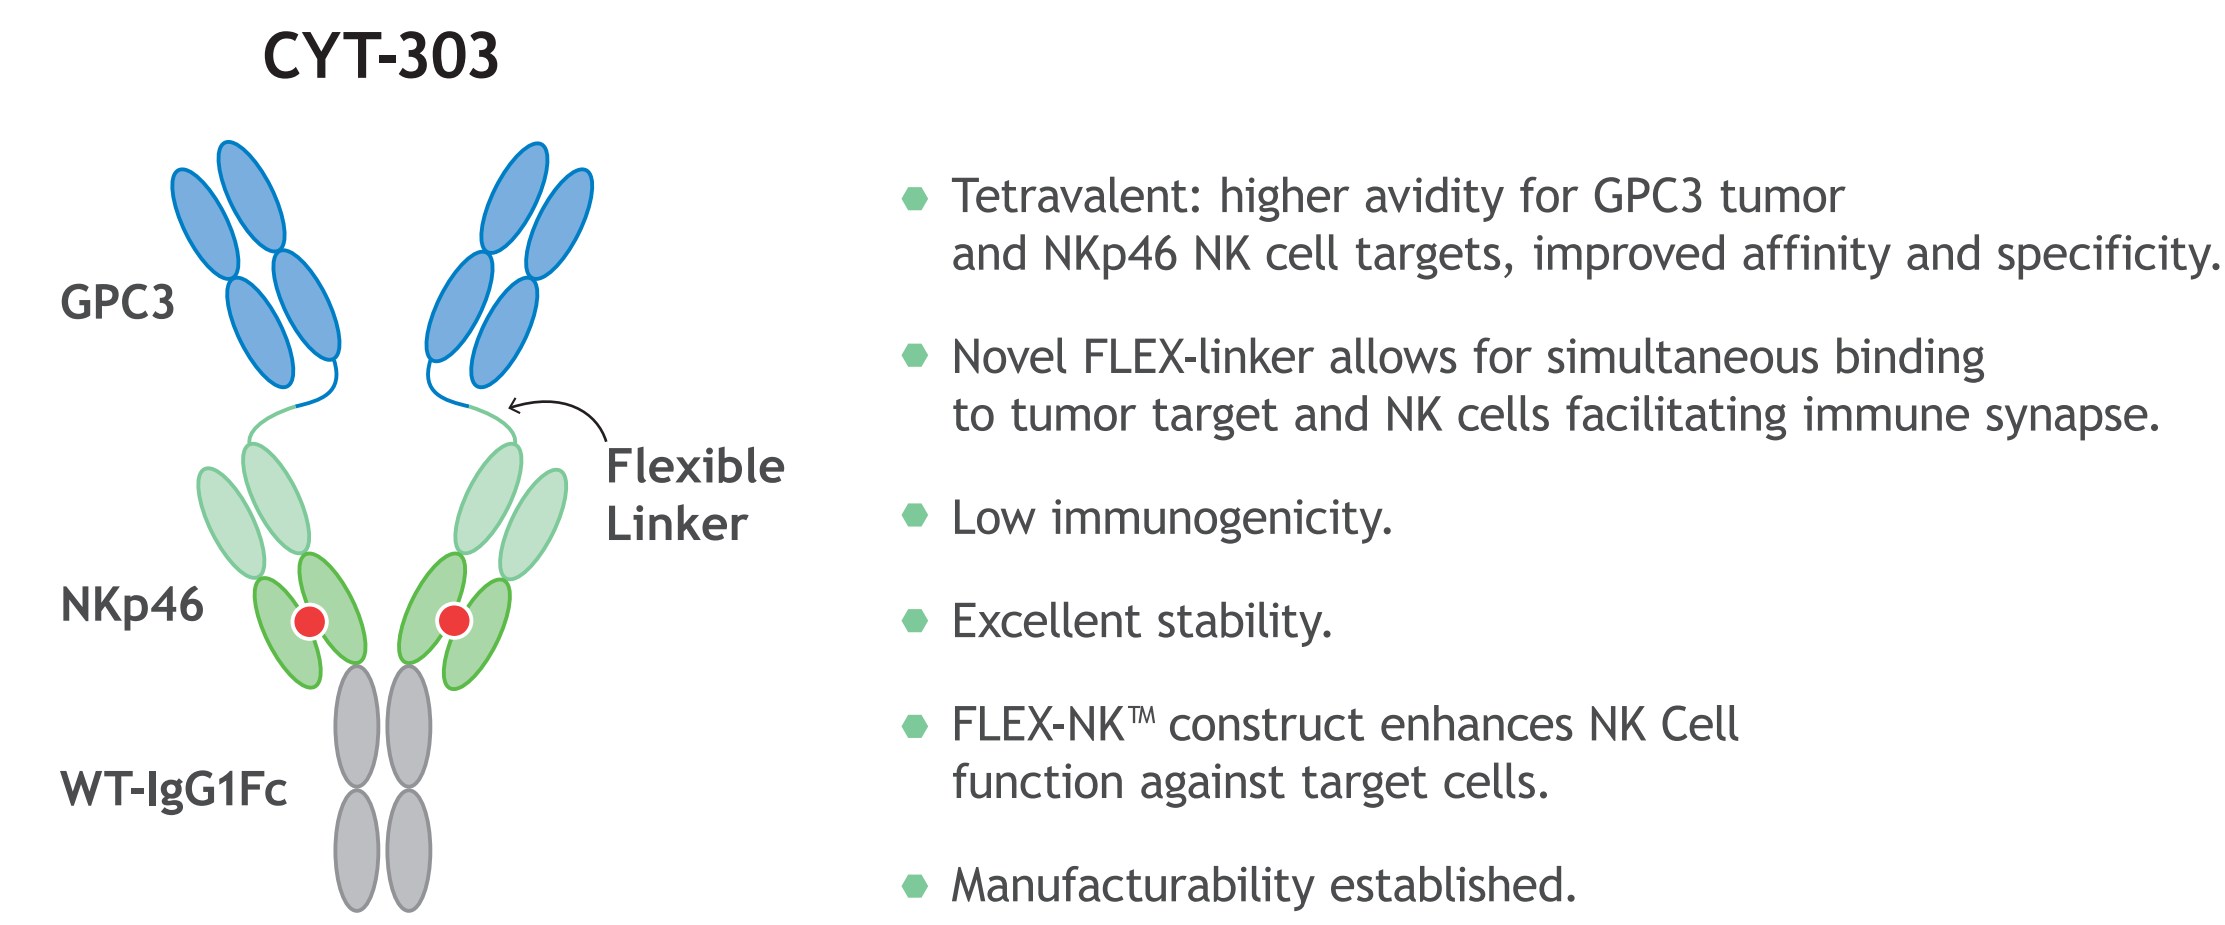 CYT-303
GPC3
Flexible
Linker
NKp46
WT-IgG1Fc
Tetravalent: higher avidity for GPC3 tumor
and NKp46 NK cell targets, improved affinity and specificity.
Novel FLEX-linker allows for simultaneous binding
to tumor target and NK cells facilitating immune synapse.
Low immunogenicity.
Excellent stability.
FLEX-NK™ construct enhances NK Cell
function against target cells.
Manufacturability established.